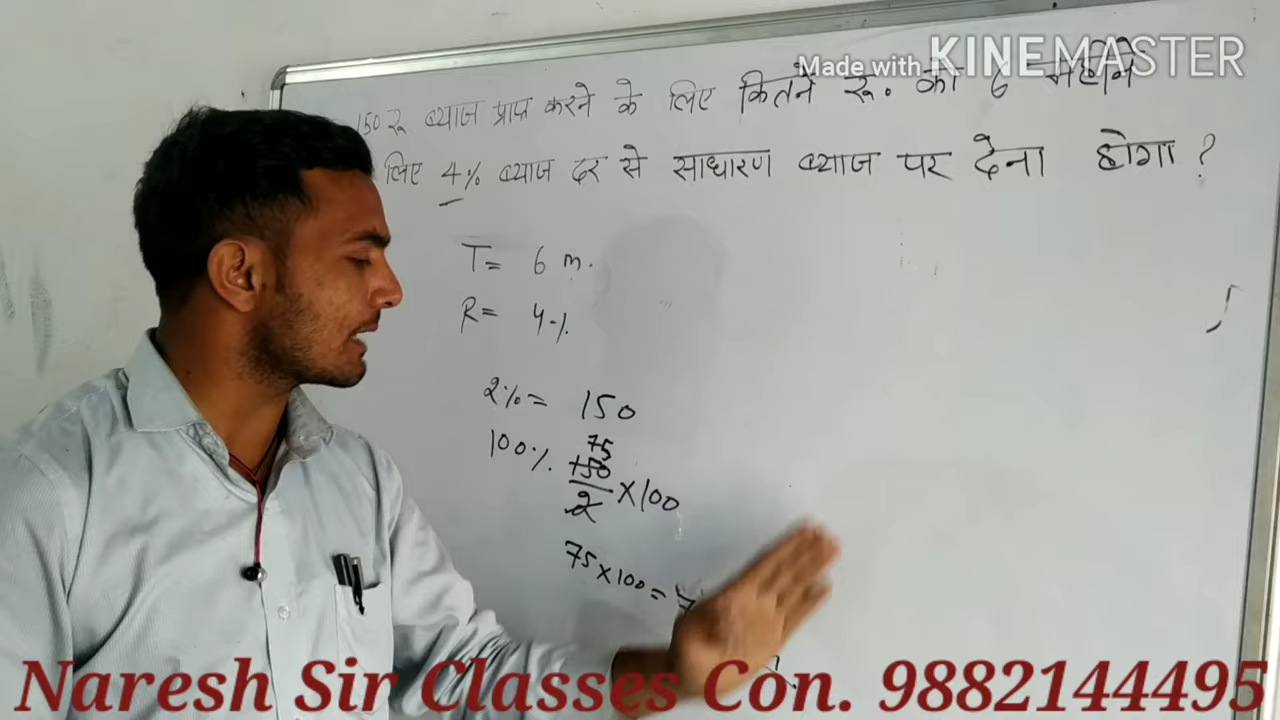 Made with KINEMASTER
150 रू ब्याज प्राप्त करने के लिए कितने रू. को 6 महीने
लिए 4% ब्याज दर से साधारण ब्याज पर देना होगा ?
T= 6 m.
R= 4%
2%= 150
100% 75
150/2 ×100
75×100=
Naresh Sir Classes Con. 9882144495